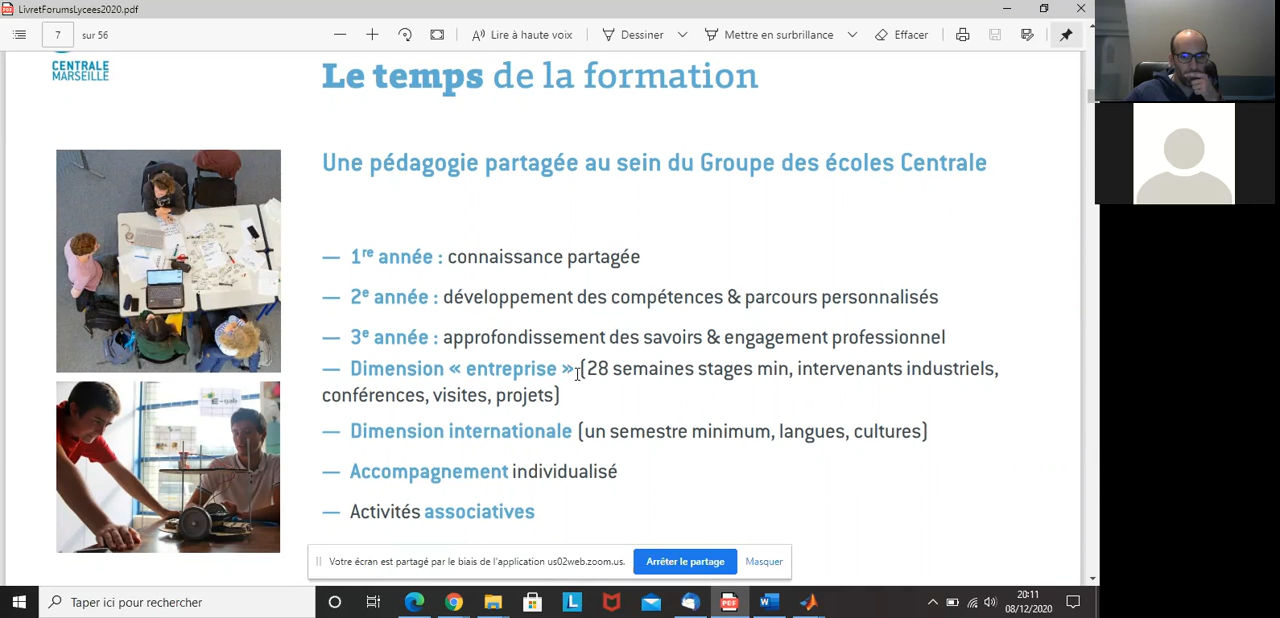 LivretForumsLycees2020.pdf
7 sur 56
Lire à haute voix
Dessiner
Mettre en surbrillance
Effacer
CENTRALE
MARSEILLE
Le temps de la formation
Une pédagogie partagée au sein du Groupe des écoles Centrale
— 1re année : connaissance partagée
— 2e année : développement des compétences & parcours personnalisés
— 3e année : approfondissement des savoirs & engagement professionnel
— Dimension « entreprise » (28 semaines stages min, intervenants industriels,
conférences, visites, projets)
— Dimension internationale (un semestre minimum, langues, cultures)
— Accompagnement individualisé
— Activités associatives
Votre écran est partagé par le biais de l'application us02web.zoom.us.
Arrêter le partage
Masquer
Taper ici pour rechercher
20:11
08/12/2020